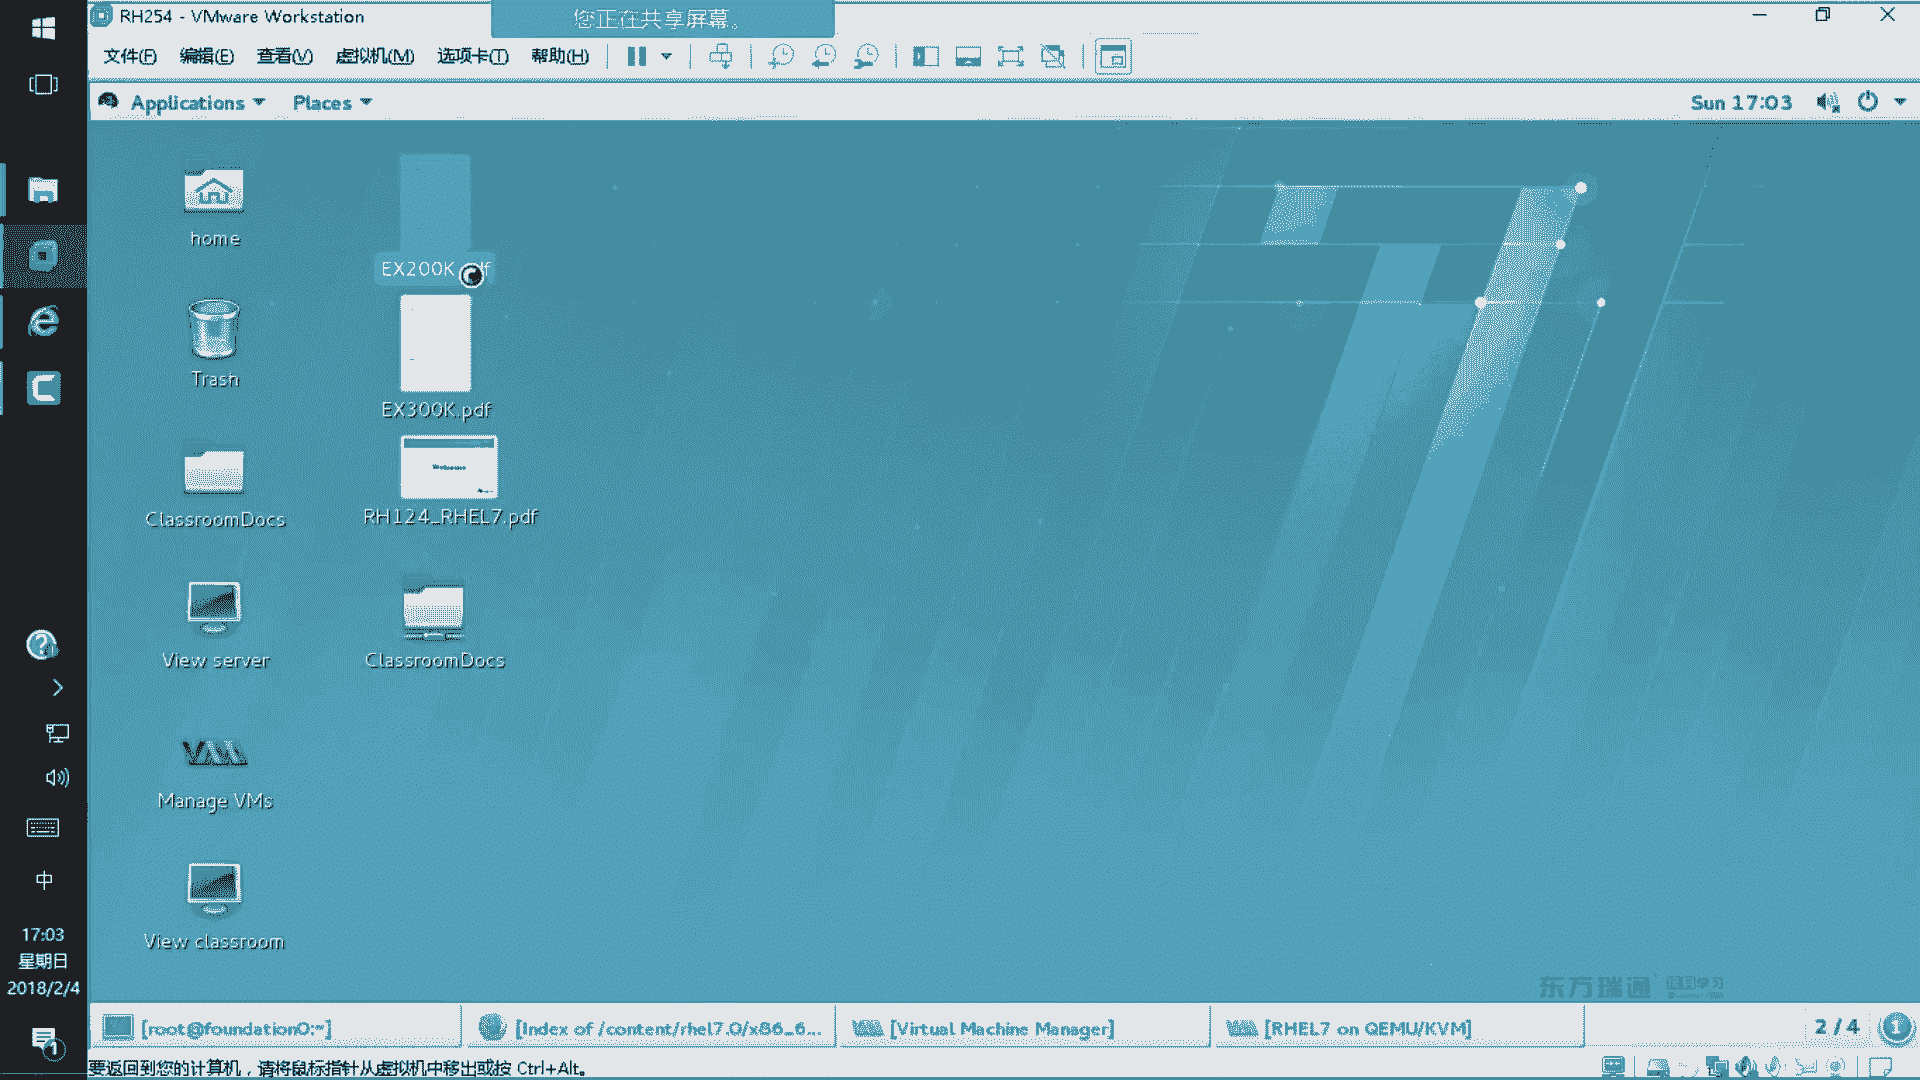 RH254 - VMware Workstation
您正在共享屏幕。
文件(F) 编辑(E) 查看(V) 虚拟机(M) 选项卡(T) 帮助(H)
Applications Places
Sun 17:03
home
EX200K
Trash
EX300K.pdf
ClassroomDocs
RH124_RHEL7.pdf
View server
ClassroomDocs
Manage VMs
View classroom
中
17:03
星期日
2018/2/4
东方瑞通
[root@foundation0:~]
[Index of /content/rhel7.0/x86_6...
[Virtual Machine Manager]
[RHEL7 on QEMU/KVM]
2 / 4
要返回到您的计算机，请将鼠标指针从虚拟机中移出或按 Ctrl+Alt。